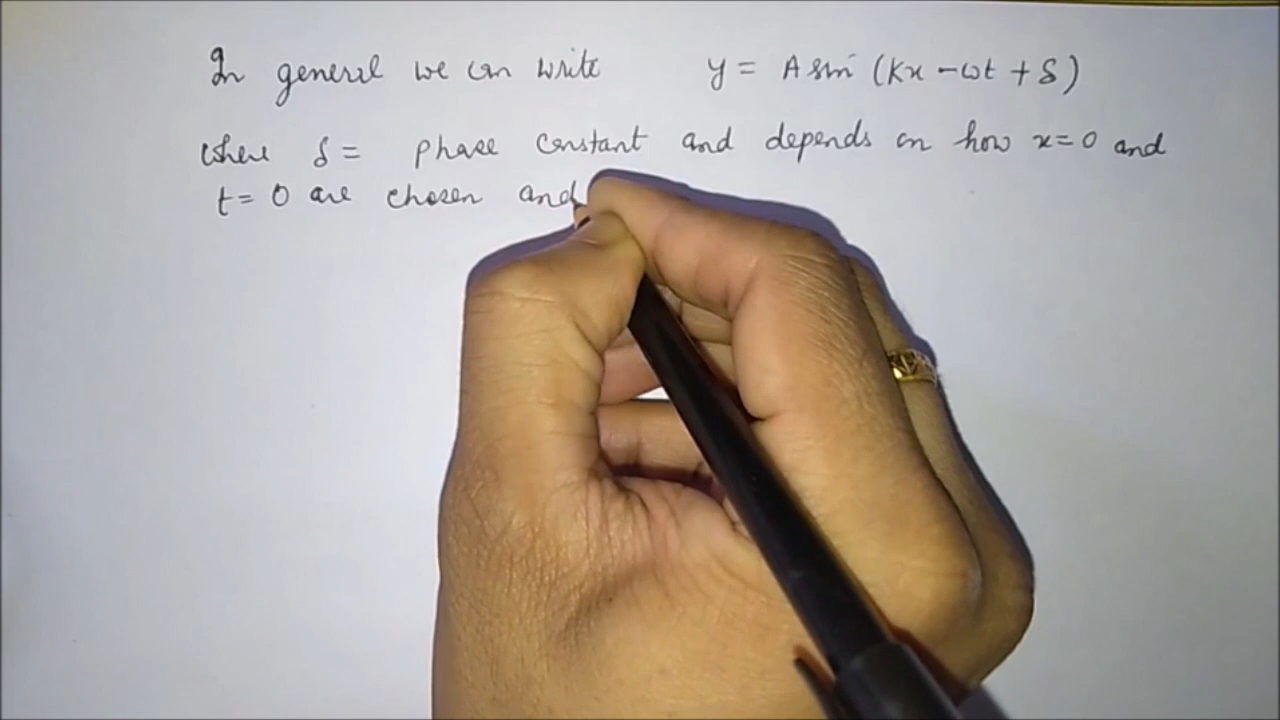 In general we can write y = A sin (Kx - ωt + δ)
where δ = phase constant and depends on how x=0 and
t = 0 are chosen and